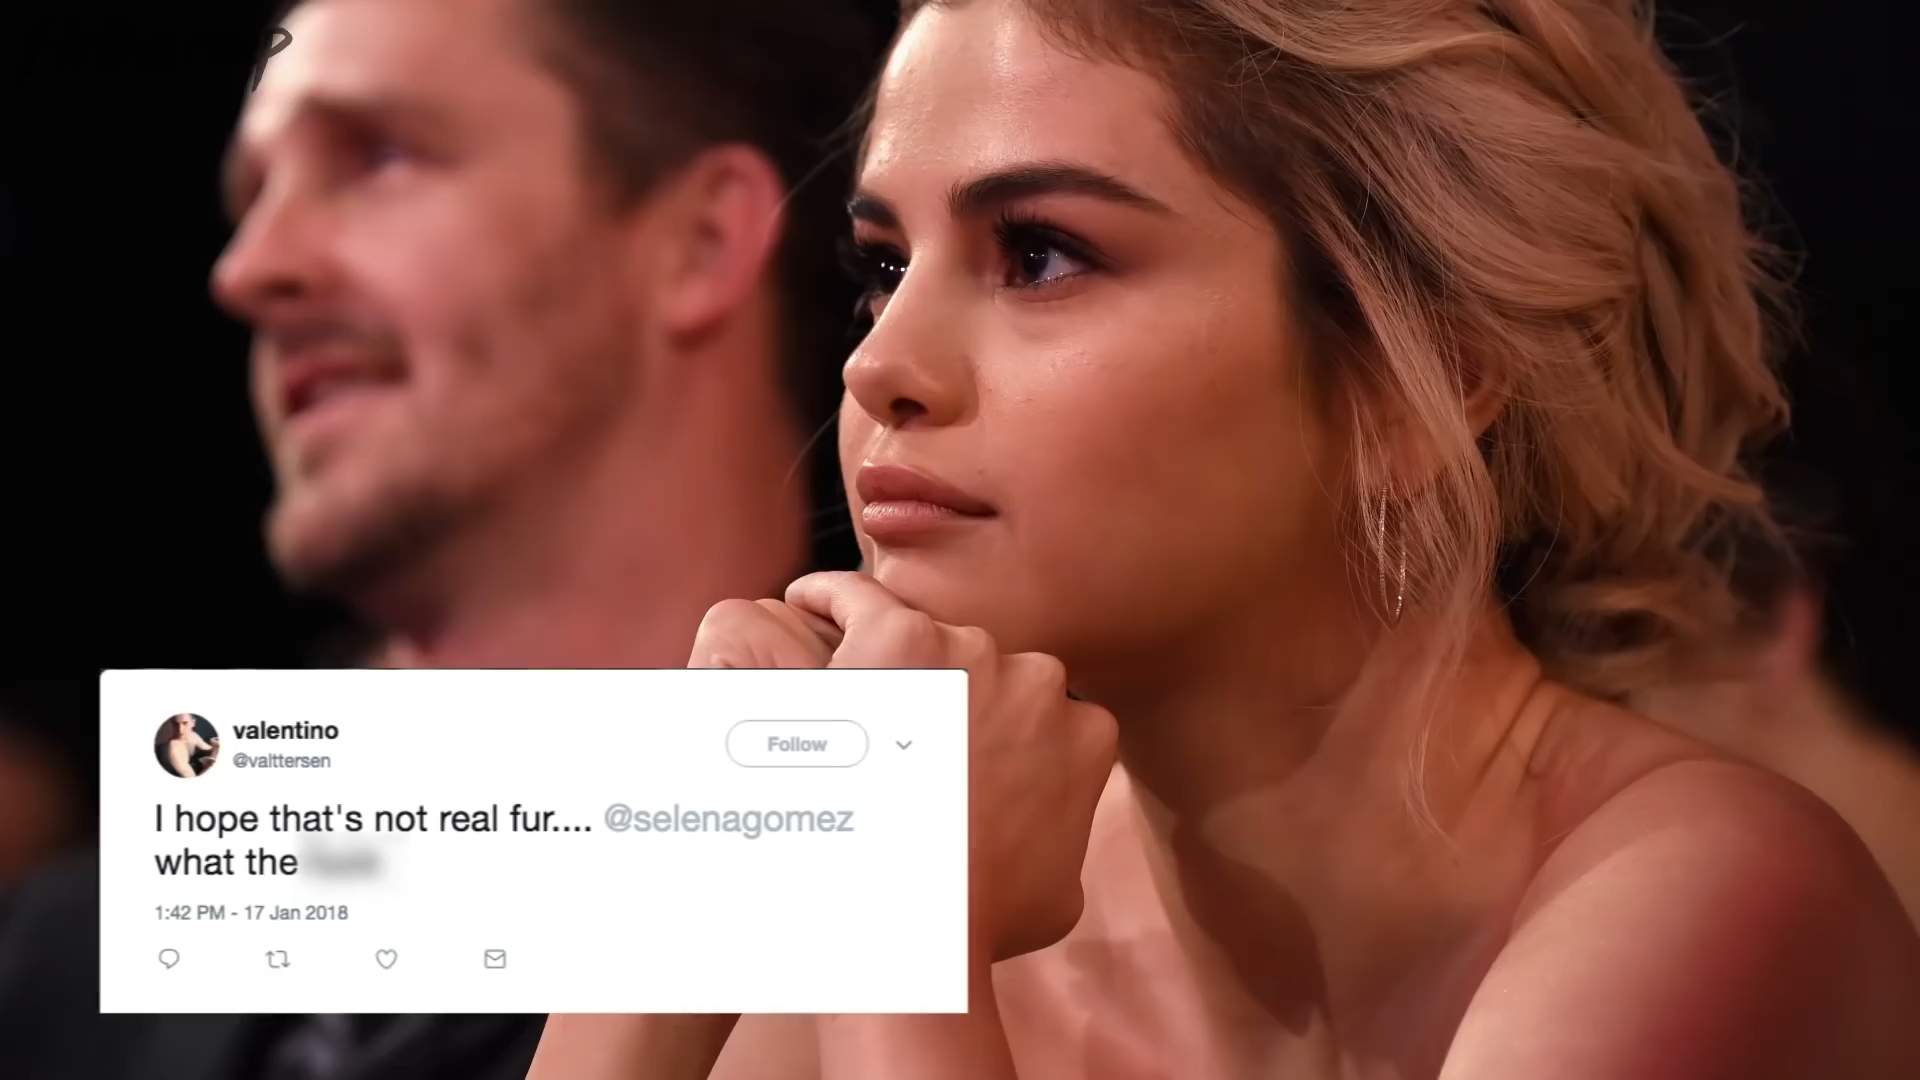 valentino
@valttersen
Follow
I hope that's not real fur.... @selenagomez
what the
1:42 PM - 17 Jan 2018